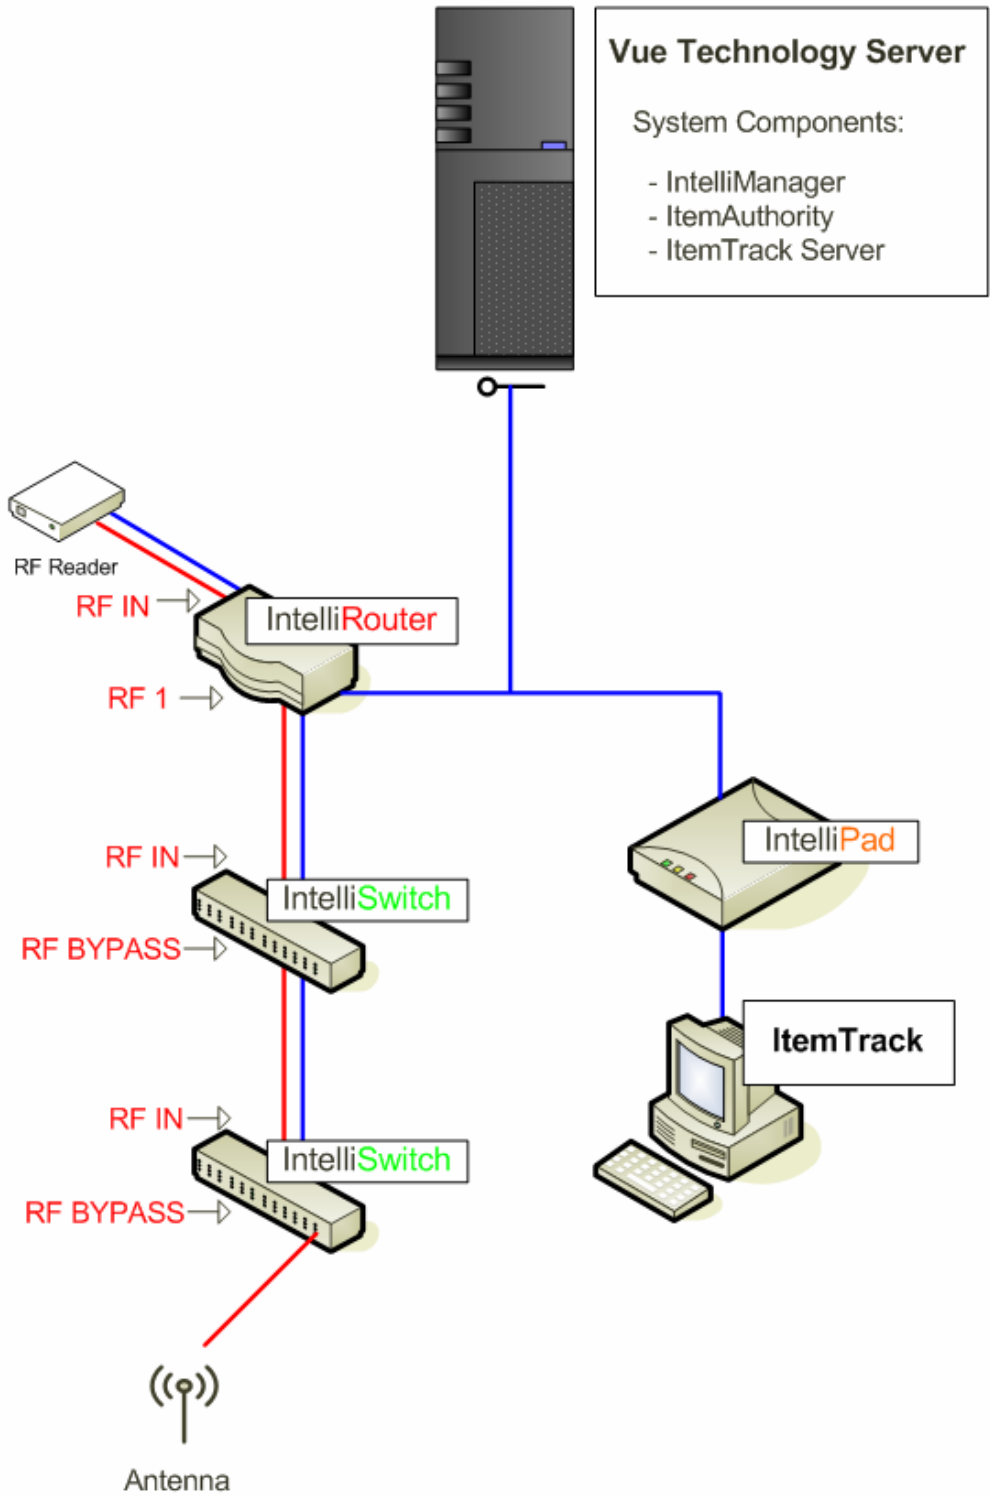 Vue Technology Server
System Components:
- IntelliManager
- ItemAuthority
- ItemTrack Server
RF Reader
RF IN
IntelliRouter
RF 1
IntelliPad
RF IN
IntelliSwitch
RF BYPASS
ItemTrack
RF IN
IntelliSwitch
RF BYPASS
Antenna